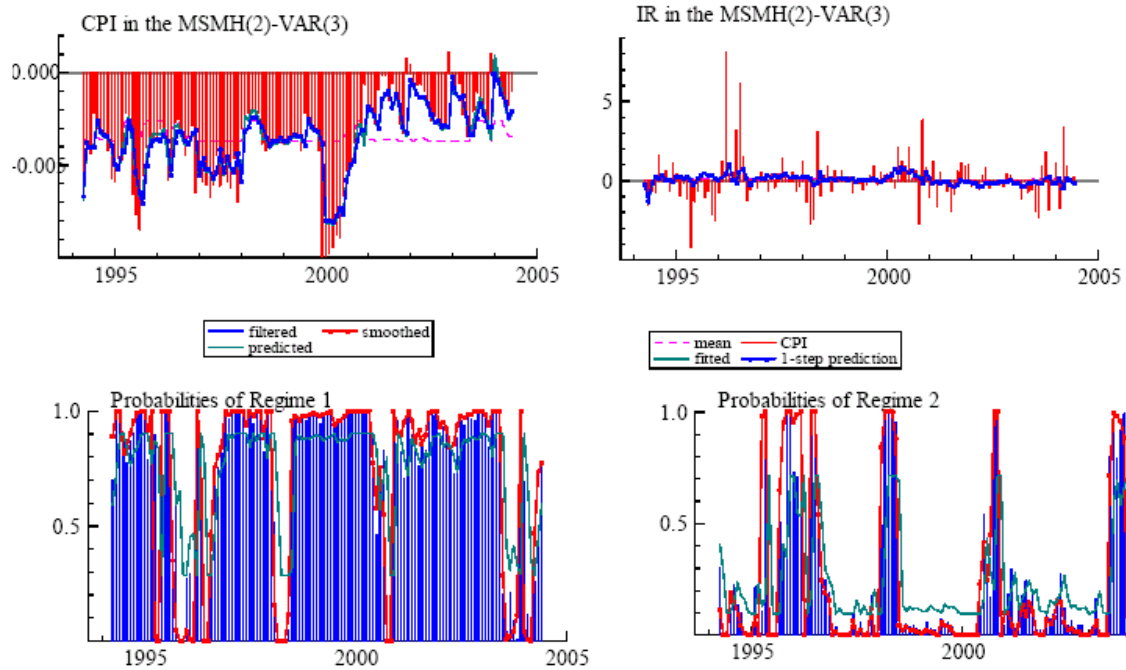 CPI in the MSMH(2)-VAR(3)
0.000
-0.005
1995 2000 2005
IR in the MSMH(2)-VAR(3)
5
0
1995 2000 2005
filtered smoothed
predicted
mean CPI
fitted 1-step prediction
Probabilities of Regime 1
1.0
0.5
1995 2000 2005
Probabilities of Regime 2
1.0
0.5
1995 2000